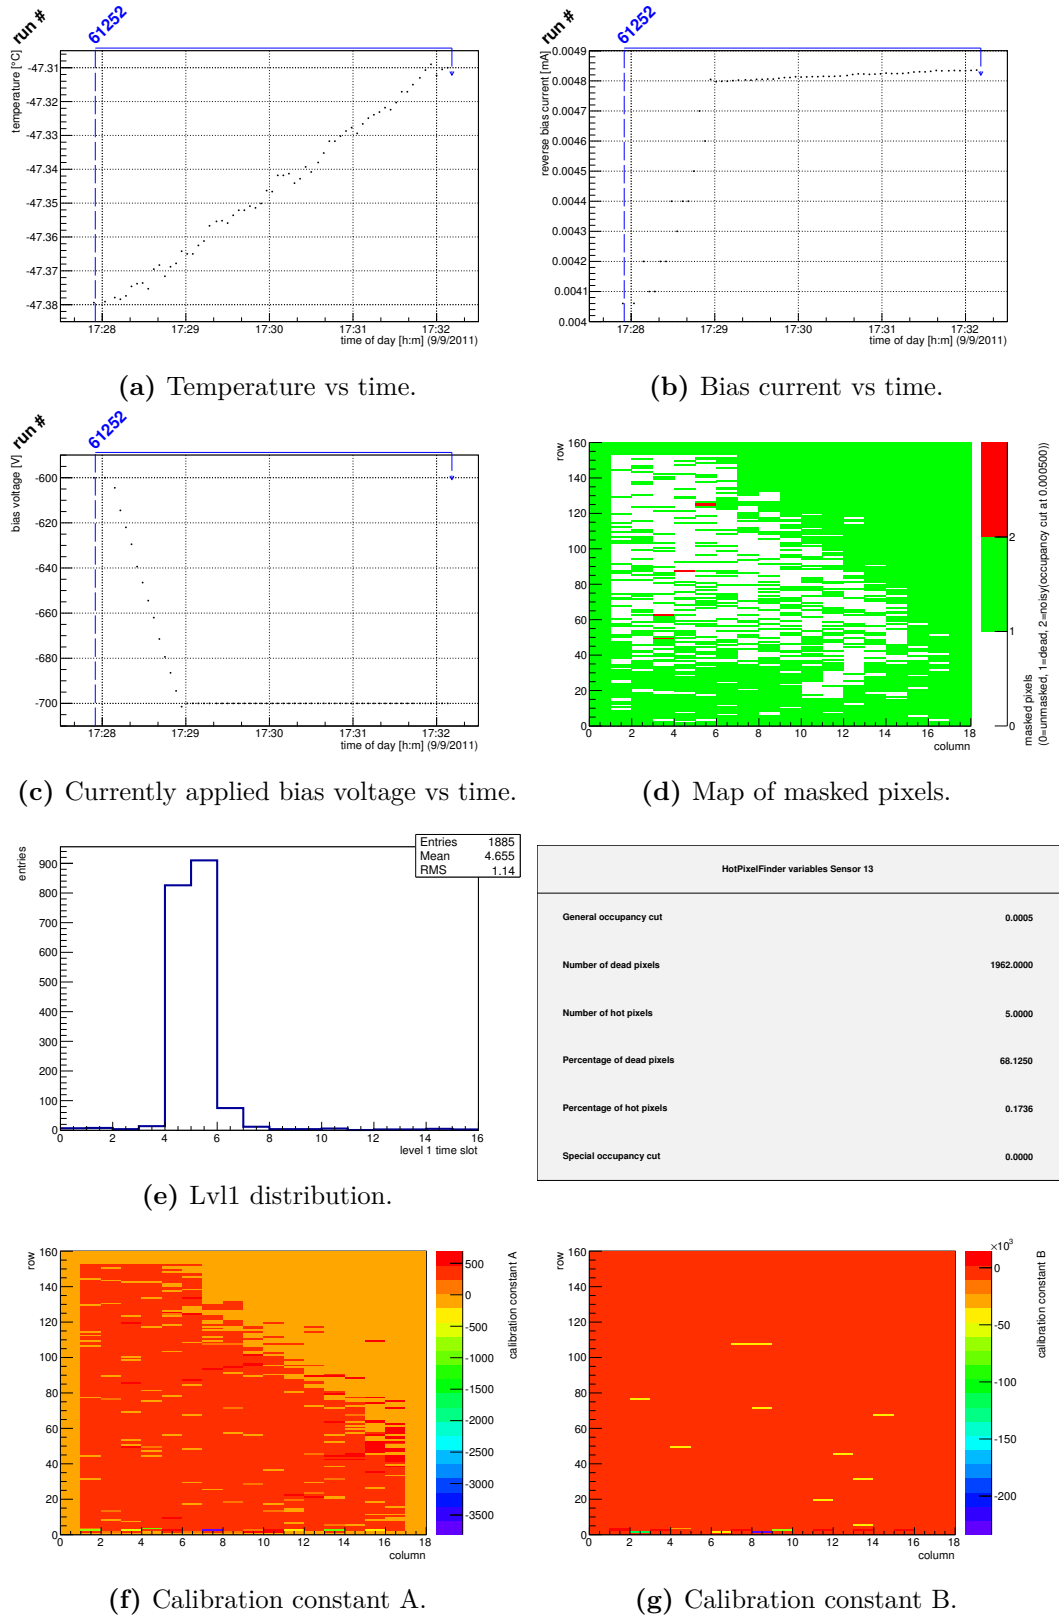 run #
61252
temperature [°C]
-47.31
-47.32
-47.33
-47.34
-47.35
-47.36
-47.37
-47.38
17:28 17:29 17:30 17:31 17:32
time of day [h:m] (9/9/2011)
(a) Temperature vs time.
run #
61252
reverse bias current [mA]
0.0049
0.0048
0.0047
0.0046
0.0045
0.0044
0.0043
0.0042
0.0041
0.004
17:28 17:29 17:30 17:31 17:32
time of day [h:m] (9/9/2011)
(b) Bias current vs time.
run #
61252
bias voltage [V]
-600
-620
-640
-660
-680
-700
17:28 17:29 17:30 17:31 17:32
time of day [h:m] (9/9/2011)
(c) Currently applied bias voltage vs time.
row
160
140
120
100
80
60
40
20
0
0 2 4 6 8 10 12 14 16 18
column
2
1
0
masked pixels
(0=unmasked, 1=dead, 2=noisy(occupancy cut at 0.000500))
(d) Map of masked pixels.
entries
900
800
700
600
500
400
300
200
100
0
0 2 4 6 8 10 12 14 16
level 1 time slot
Entries 1885
Mean 4.655
RMS 1.14
(e) Lvl1 distribution.
HotPixelFinder variables Sensor 13
General occupancy cut 0.0005
Number of dead pixels 1962.0000
Number of hot pixels 5.0000
Percentage of dead pixels 68.1250
Percentage of hot pixels 0.1736
Special occupancy cut 0.0000
row
160
140
120
100
80
60
40
20
0
0 2 4 6 8 10 12 14 16 18
column
500
0
-500
-1000
-1500
-2000
-2500
-3000
-3500
calibration constant A
(f) Calibration constant A.
row
160
140
120
100
80
60
40
20
0
0 2 4 6 8 10 12 14 16 18
column
×10³
0
-50
-100
-150
-200
calibration constant B
(g) Calibration constant B.